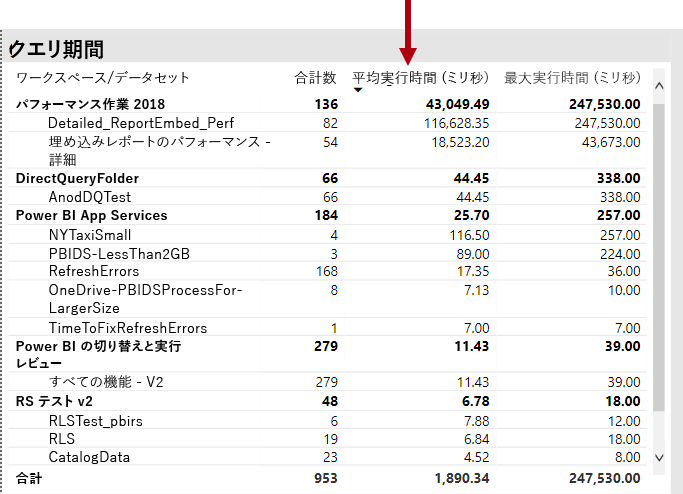 クエリ期間
ワークスペース/データセット 合計数 平均実行時間 (ミリ秒) 最大実行時間 (ミリ秒)
パフォーマンス作業 2018 136 43,049.49 247,530.00
Detailed_ReportEmbed_Perf 82 116,628.35 247,530.00
埋め込みレポートのパフォーマンス - 54 18,523.20 43,673.00
詳細
DirectQueryFolder 66 44.45 338.00
AnodDQTest 66 44.45 338.00
Power BI App Services 184 25.70 257.00
NYTaxiSmall 4 116.50 257.00
PBIDS-LessThan2GB 3 89.00 224.00
RefreshErrors 168 17.35 36.00
OneDrive-PBIDSProcessFor- 8 7.13 10.00
LargerSize
TimeToFixRefreshErrors 1 7.00 7.00
Power BI の切り替えと実行 279 11.43 39.00
レビュー
すべての機能 - V2 279 11.43 39.00
RS テスト v2 48 6.78 18.00
RLSTest_pbirs 6 7.88 12.00
RLS 19 6.84 18.00
CatalogData 23 4.52 8.00
合計 953 1,890.34 247,530.00